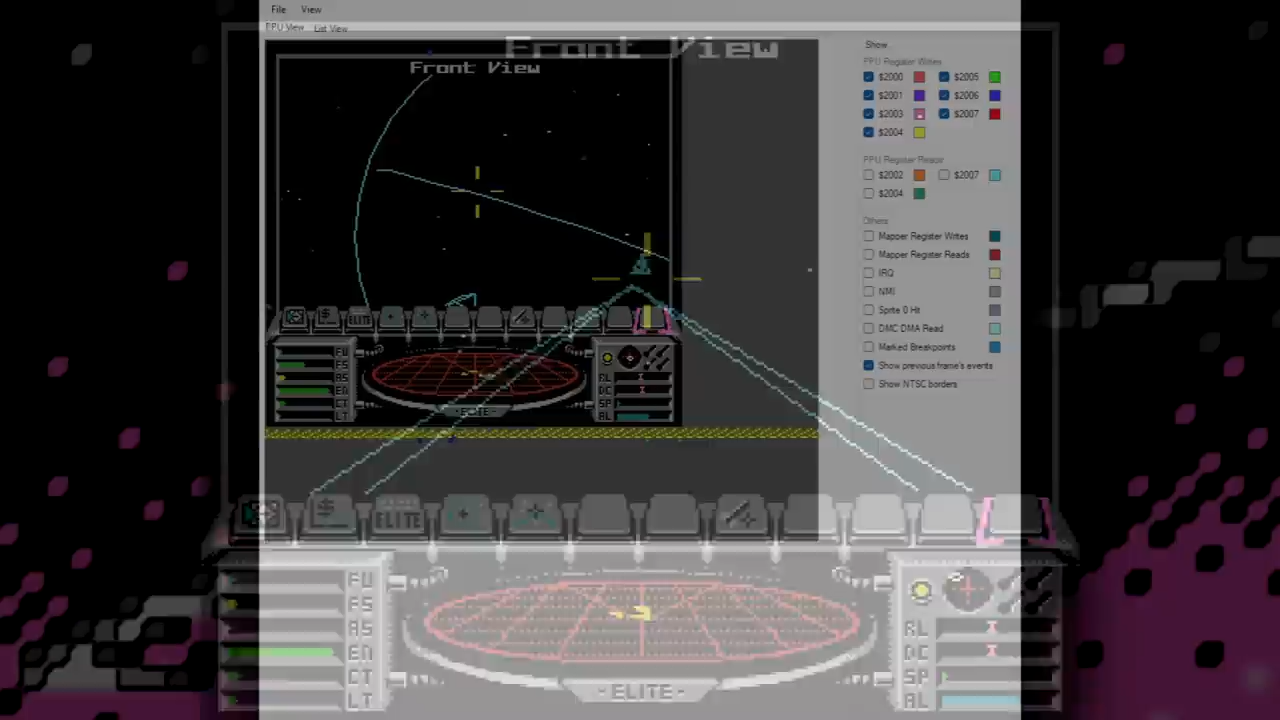 File View
PPU View List View
Front View
Front View
Show
PPU Register Writes
$2000 $2005
$2001 $2006
$2003 $2007
$2004
PPU Register Reads
$2002 $2007
$2004
Others
Mapper Register Writes
Mapper Register Reads
IRQ
NMI
Sprite 0 Hit
DMC DMA Read
Marked Breakpoints
Show previous frame's events
Show NTSC borders
$ ELITE
FU
FS
AS
EN
CT
LT
RL
DC
SP
AL
-ELITE-
$ ELITE
FU
FS
AS
EN
CT
LT
RL
DC
SP
AL
-ELITE-